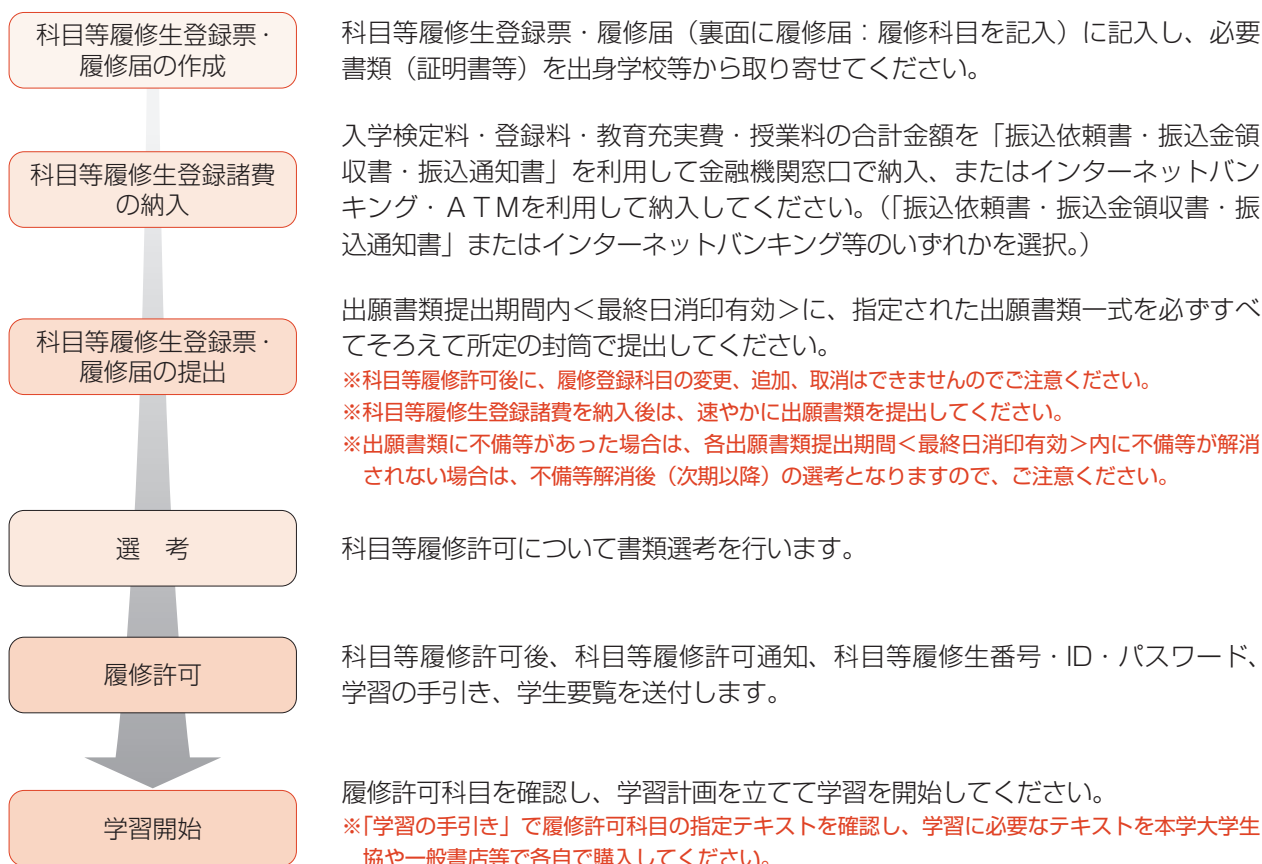 科目等履修生登録票・
履修届の作成
科目等履修生登録票・履修届（裏面に履修届：履修科目を記入）に記入し、必要
書類（証明書等）を出身学校等から取り寄せてください。
科目等履修生登録諸費
の納入
入学検定料・登録料・教育充実費・授業料の合計金額を「振込依頼書・振込金領
収書・振込通知書」を利用して金融機関窓口で納入、またはインターネットバン
キング・ＡＴＭを利用して納入してください。（「振込依頼書・振込金領収書・振
込通知書」またはインターネットバンキング等のいずれかを選択。）
科目等履修生登録票・
履修届の提出
出願書類提出期間内＜最終日消印有効＞に、指定された出願書類一式を必ずすべ
てそろえて所定の封筒で提出してください。
※科目等履修許可後に、履修登録科目の変更、追加、取消はできませんのでご注意ください。
※科目等履修生登録諸費を納入後は、速やかに出願書類を提出してください。
※出願書類に不備等があった場合は、各出願書類提出期間＜最終日消印有効＞内に不備等が解消
されない場合は、不備等解消後（次期以降）の選考となりますので、ご注意ください。
選　考
科目等履修許可について書類選考を行います。
履修許可
科目等履修許可後、科目等履修許可通知、科目等履修生番号・ID・パスワード、
学習の手引き、学生要覧を送付します。
学習開始
履修許可科目を確認し、学習計画を立てて学習を開始してください。
※「学習の手引き」で履修許可科目の指定テキストを確認し、学習に必要なテキストを本学大学生
協や一般書店等で各自で購入してください。